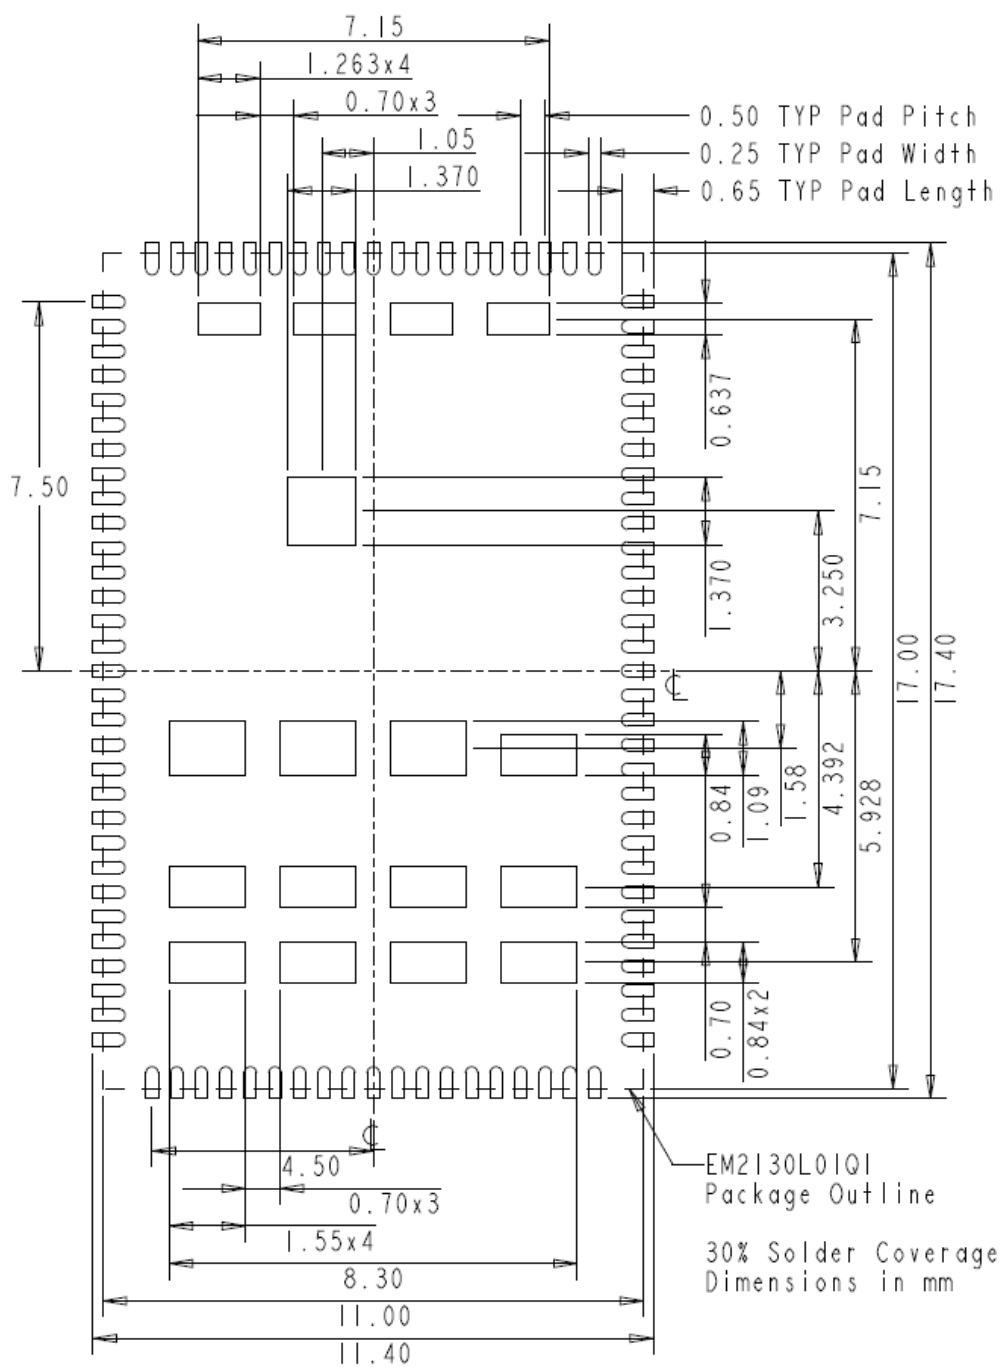 7.15
1.263x4
0.70x3
1.05
1.370
0.50 TYP Pad Pitch
0.25 TYP Pad Width
0.65 TYP Pad Length
7.50
0.637
7.15
1.370
3.250
17.00
17.40
CL
0.84
1.09
1.58
4.392
5.928
0.70
0.84x2
CL
4.50
0.70x3
1.55x4
8.30
11.00
11.40
EM2130L01QI
Package Outline
30% Solder Coverage
Dimensions in mm